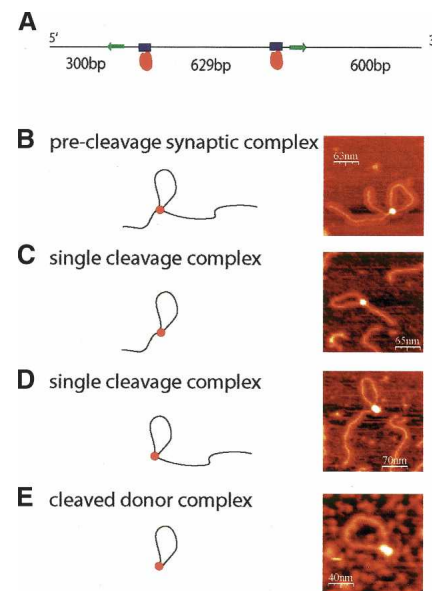 A
5'
3
300bp 629bp 600bp
B pre-cleavage synaptic complex
63nm
C single cleavage complex
65nm
D single cleavage complex
70nm
E cleaved donor complex
40nm